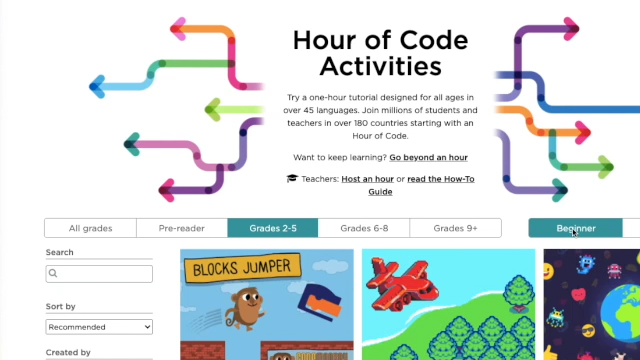 Hour of Code
Activities
Try a one-hour tutorial designed for all ages in
over 45 languages. Join millions of students and
teachers in over 180 countries starting with an
Hour of Code.
Want to keep learning? Go beyond an hour
Teachers: Host an hour or read the How-To
Guide
All grades Pre-reader Grades 2-5 Grades 6-8 Grades 9+ Beginner
Search
BLOCKS JUMPER
Sort by
Recommended
Created by